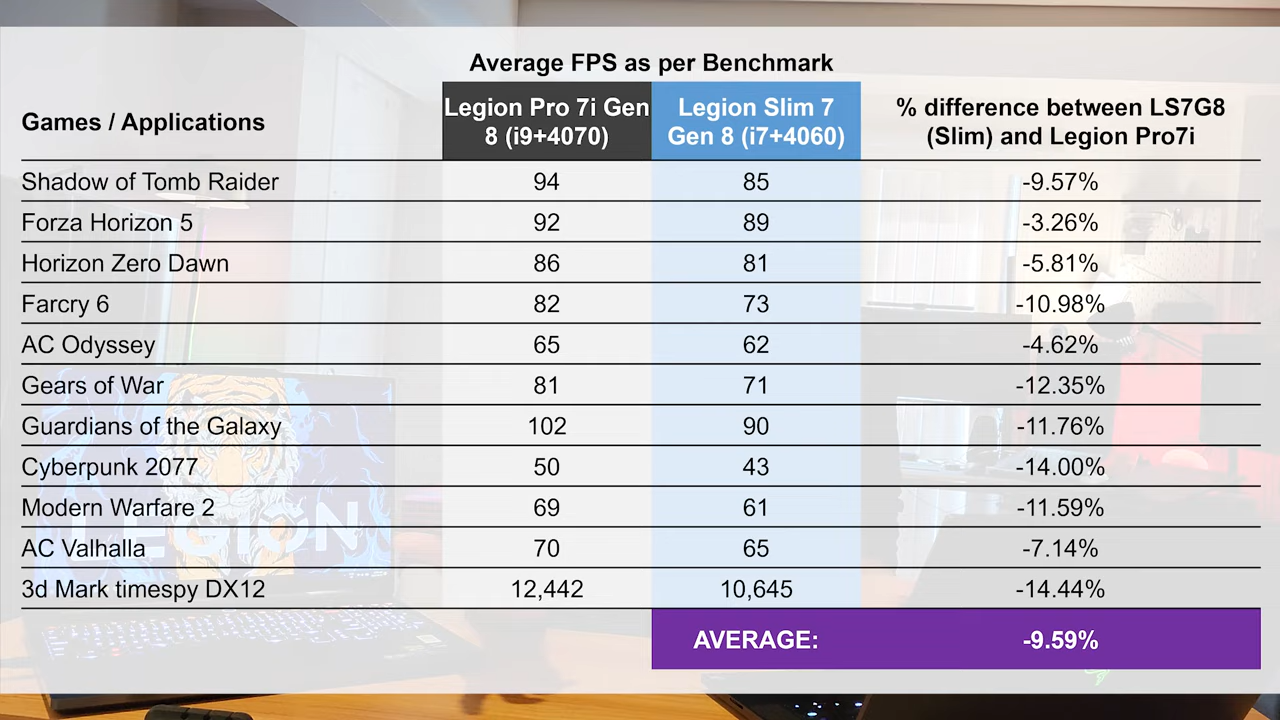 Average FPS as per Benchmark
Games / Applications
Legion Pro 7i Gen
8 (i9+4070)
Legion Slim 7
Gen 8 (i7+4060)
% difference between LS7G8
(Slim) and Legion Pro7i
Shadow of Tomb Raider 94 85 -9.57%
Forza Horizon 5 92 89 -3.26%
Horizon Zero Dawn 86 81 -5.81%
Farcry 6 82 73 -10.98%
AC Odyssey 65 62 -4.62%
Gears of War 81 71 -12.35%
Guardians of the Galaxy 102 90 -11.76%
Cyberpunk 2077 50 43 -14.00%
Modern Warfare 2 69 61 -11.59%
LEGION
AC Valhalla 70 65 -7.14%
3d Mark timespy DX12 12,442 10,645 -14.44%
AVERAGE: -9.59%